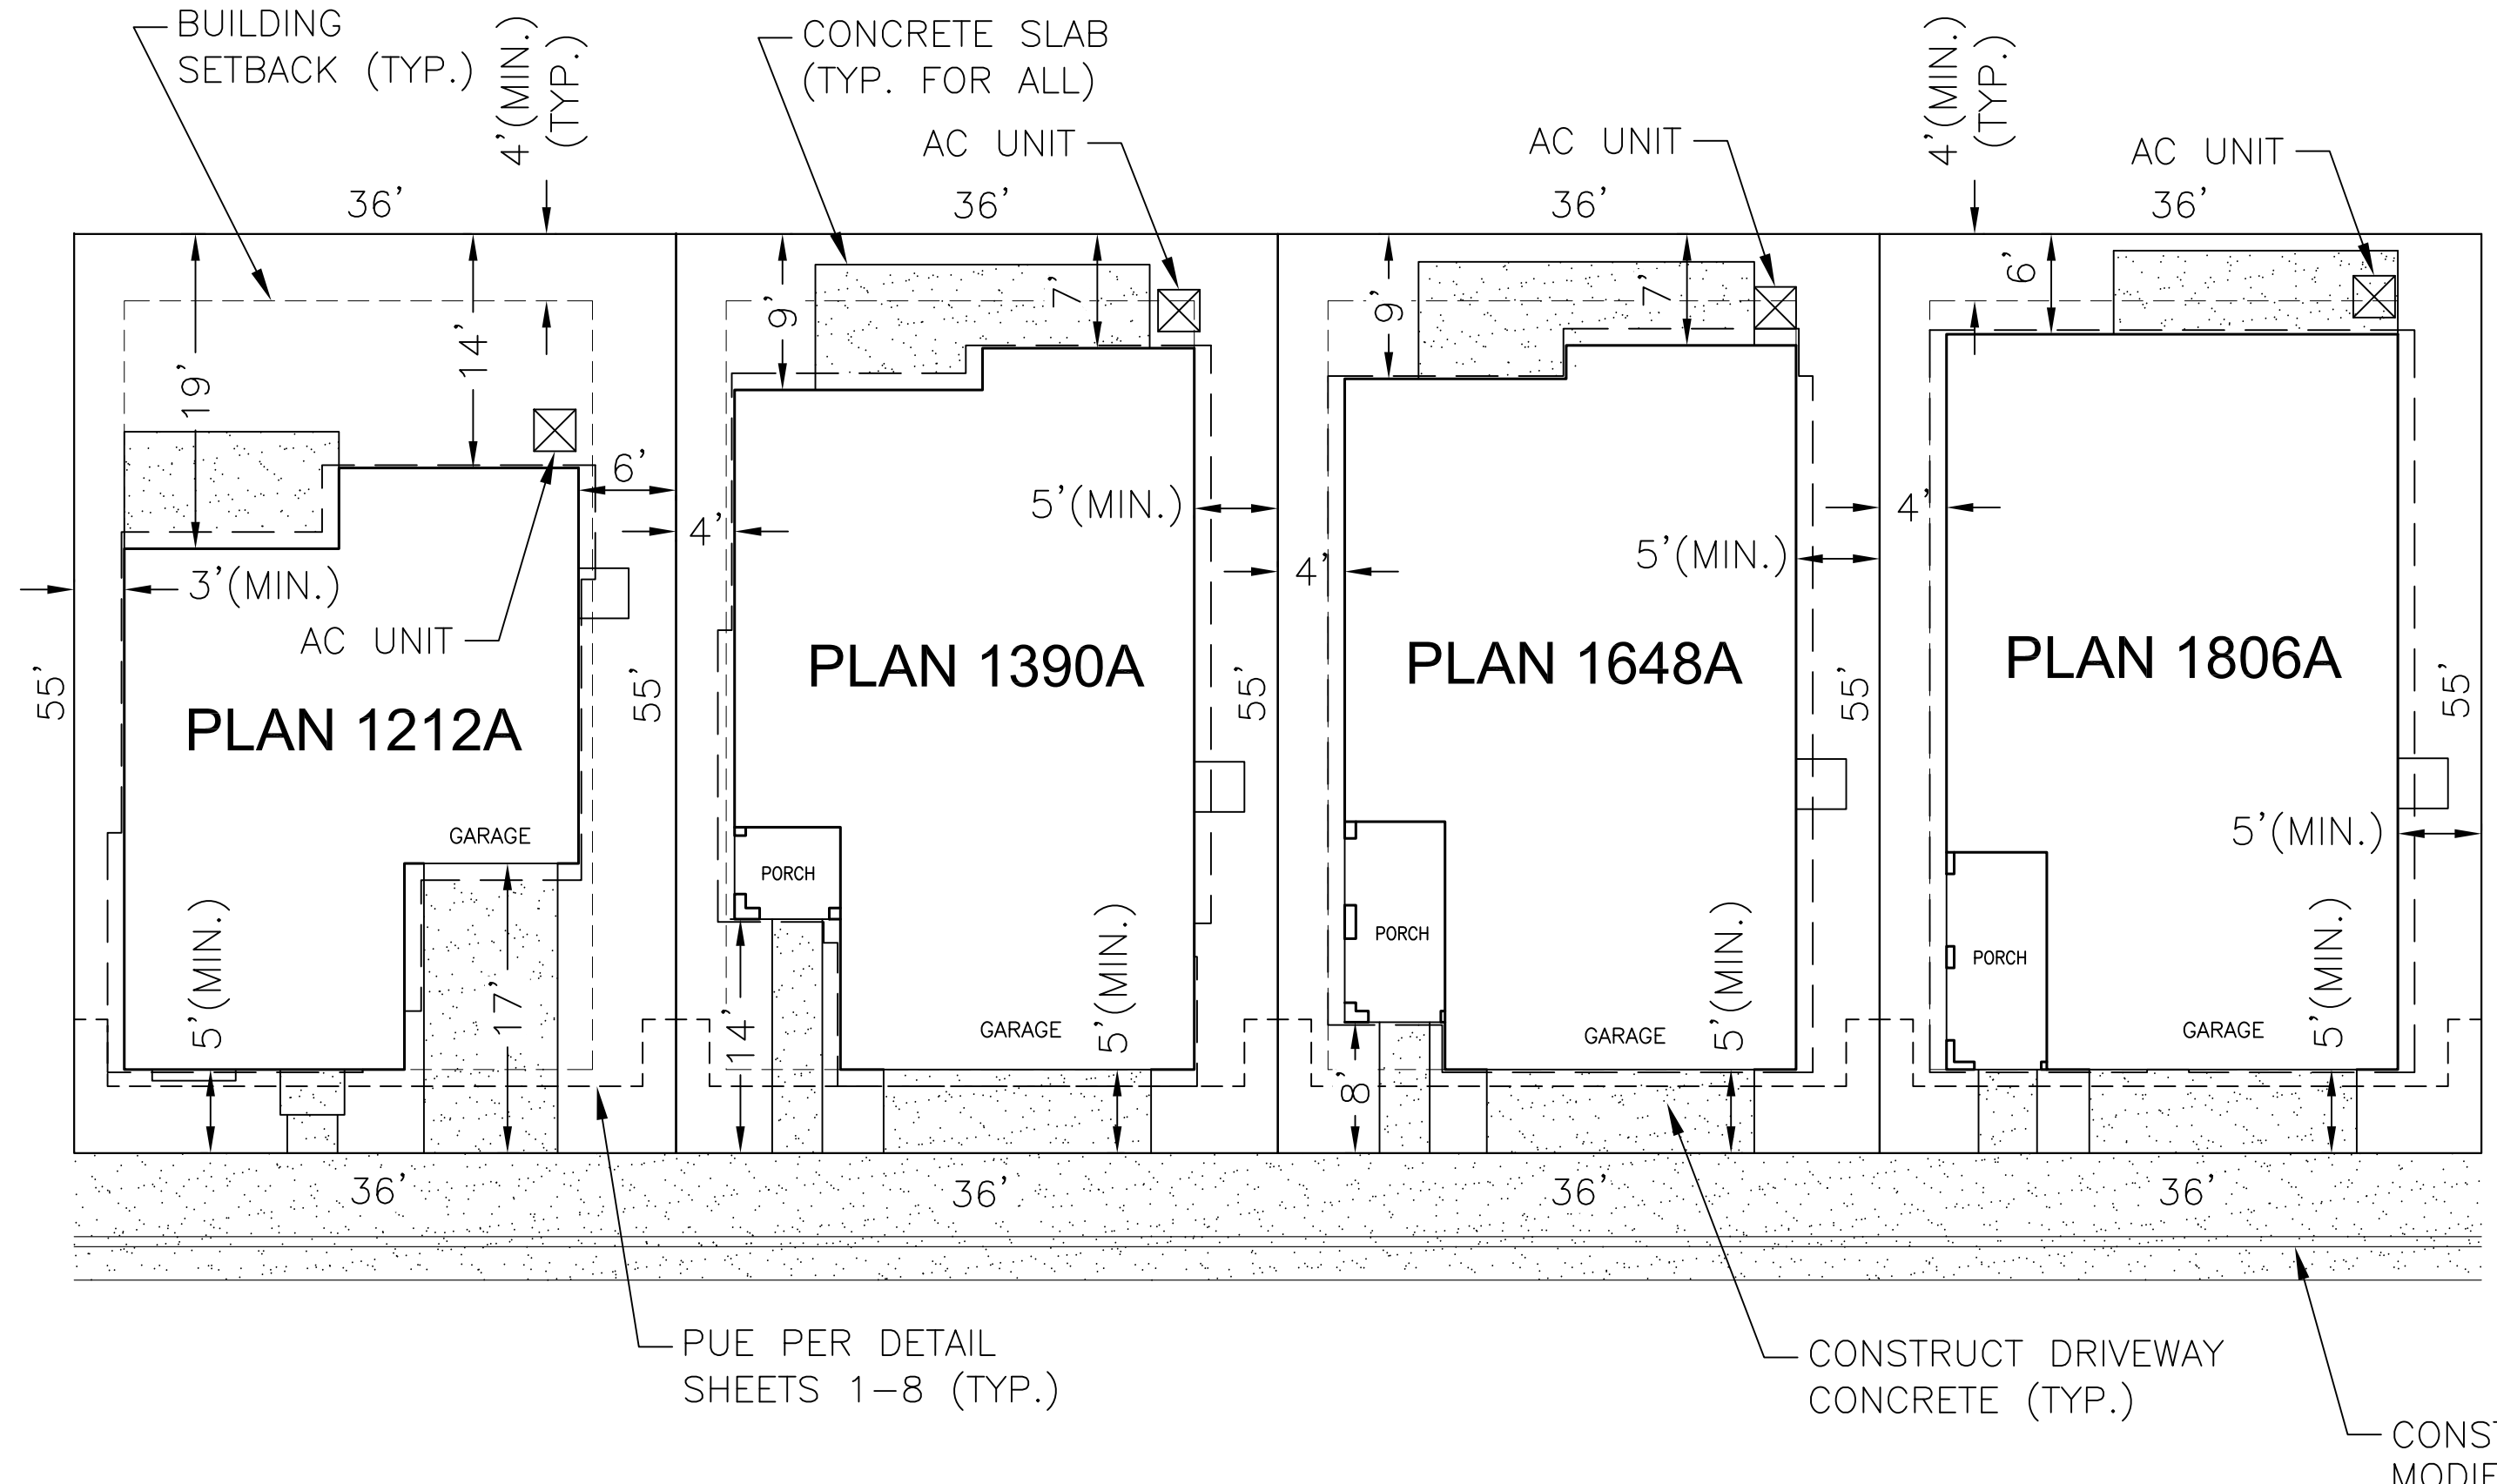 BUILDING
SETBACK (TYP.)
4'(MIN.)
(TYP.)
CONCRETE SLAB
(TYP. FOR ALL)
AC UNIT
AC UNIT
4'(MIN.)
(TYP.)
AC UNIT
36'
36'
36'
36'
19'
14'
9'
7'
9'
7'
6'
6'
3'(MIN.)
4'
5'(MIN.)
4'
5'(MIN.)
4'
AC UNIT
55'
55'
55'
55'
55'
PLAN 1212A
PLAN 1390A
PLAN 1648A
PLAN 1806A
GARAGE
PORCH
PORCH
PORCH
5'(MIN.)
5'(MIN.)
17'
14'
GARAGE
5'(MIN.)
8'
GARAGE
5'(MIN.)
GARAGE
5'(MIN.)
36'
36'
36'
36'
PUE PER DETAIL
SHEETS 1-8 (TYP.)
CONSTRUCT DRIVEWAY
CONCRETE (TYP.)